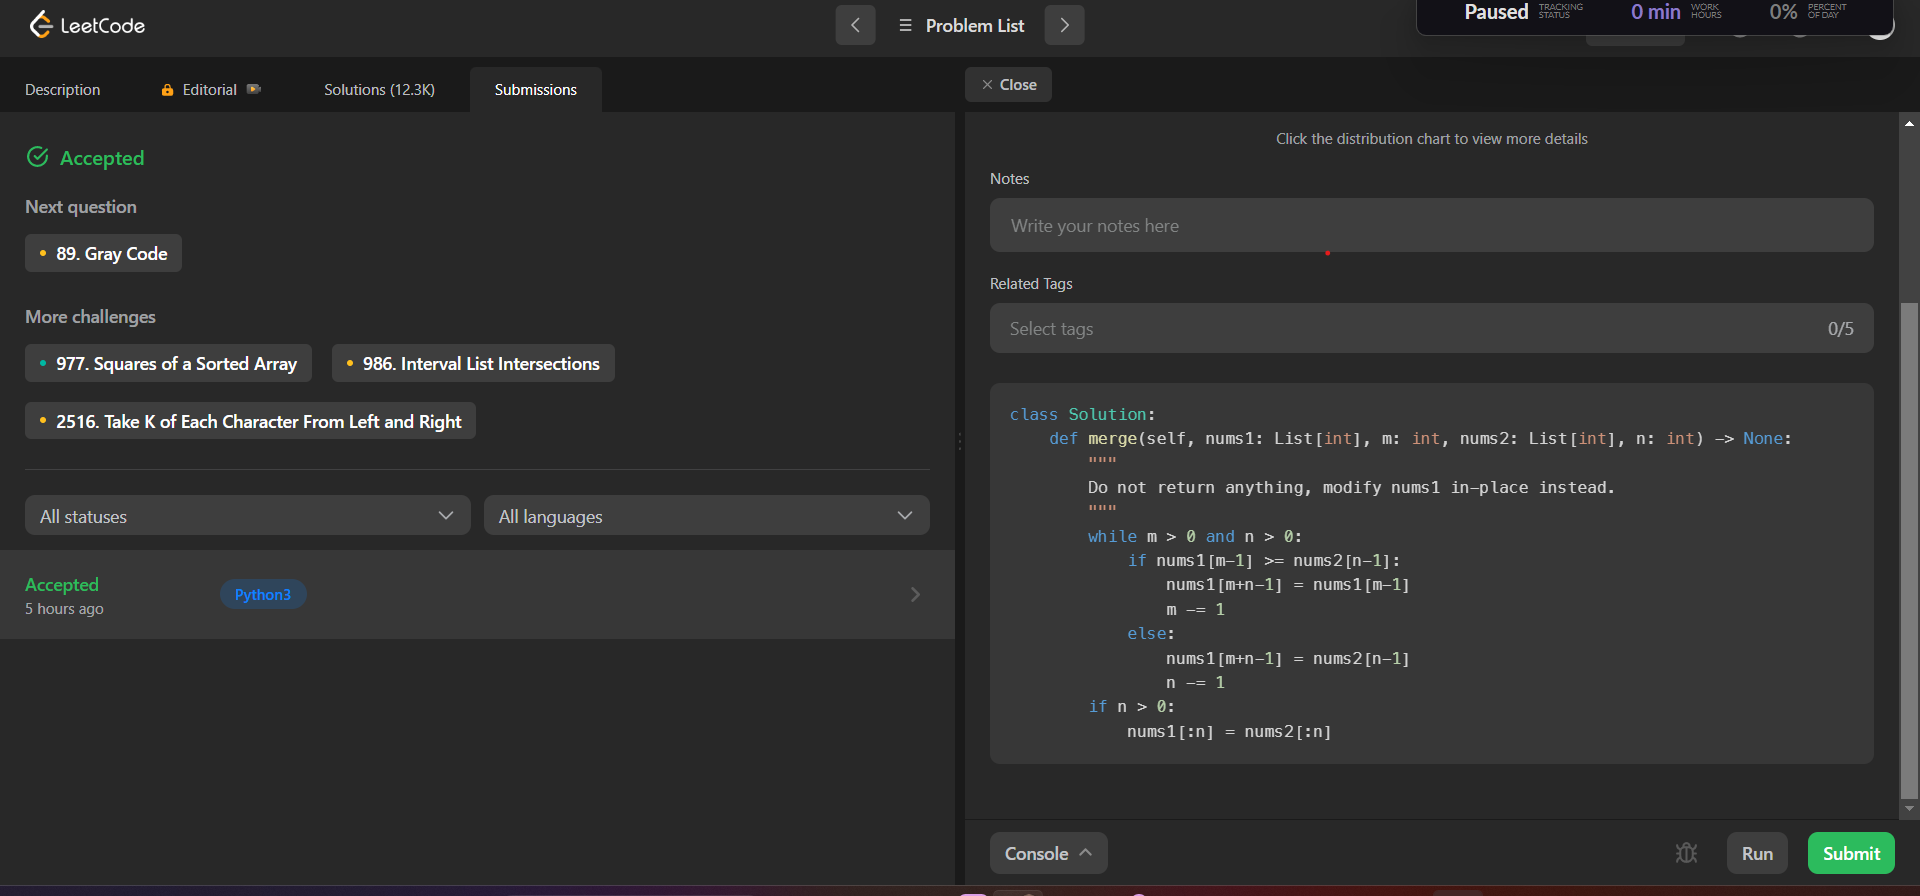 LeetCode
Problem List
Paused TRACKING STATUS 0 min WORK HOURS 0% PERCENT OF DAY
Description
Editorial
Solutions (12.3K)
Submissions
Close
Accepted
Next question
89. Gray Code
More challenges
977. Squares of a Sorted Array
986. Interval List Intersections
2516. Take K of Each Character From Left and Right
All statuses
All languages
Accepted
5 hours ago
Python3
Click the distribution chart to view more details
Notes
Write your notes here
Related Tags
Select tags 0/5
class Solution:
    def merge(self, nums1: List[int], m: int, nums2: List[int], n: int) -> None:
        """
        Do not return anything, modify nums1 in-place instead.
        """
        while m > 0 and n > 0:
            if nums1[m-1] >= nums2[n-1]:
                nums1[m+n-1] = nums1[m-1]
                m -= 1
            else:
                nums1[m+n-1] = nums2[n-1]
                n -= 1
        if n > 0:
            nums1[:n] = nums2[:n]
Console
Run
Submit